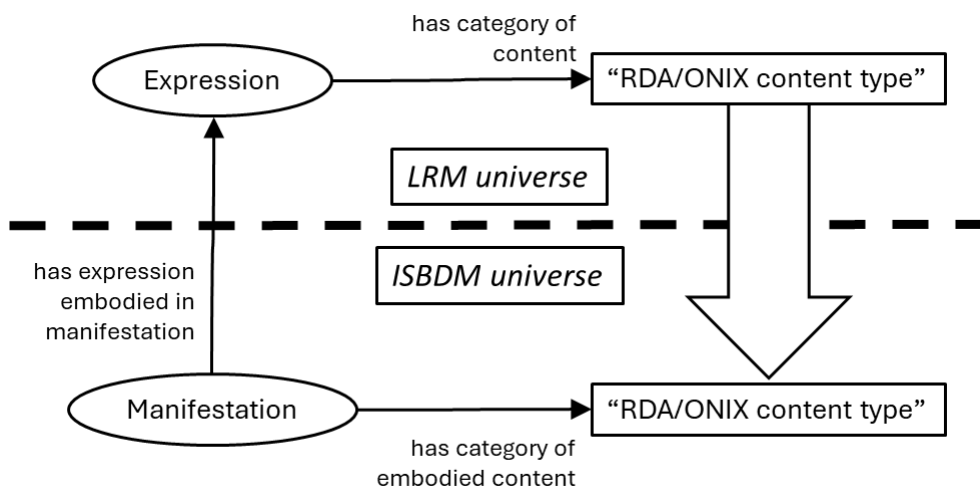 has category of
content
Expression
“RDA/ONIX content type”
LRM universe
ISBDM universe
has expression
embodied in
manifestation
Manifestation
“RDA/ONIX content type”
has category of
embodied content